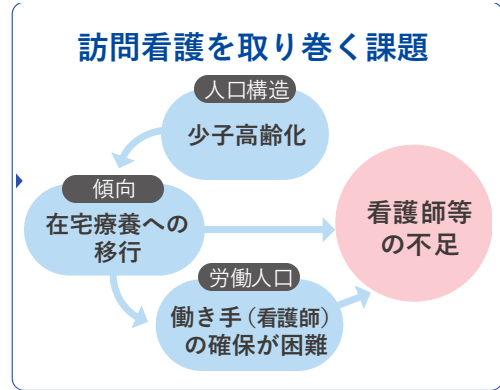 訪問看護を取り巻く課題
人口構造
少子高齢化
傾向
在宅療養への
移行
看護師等
の不足
労働人口
働き手（看護師）
の確保が困難